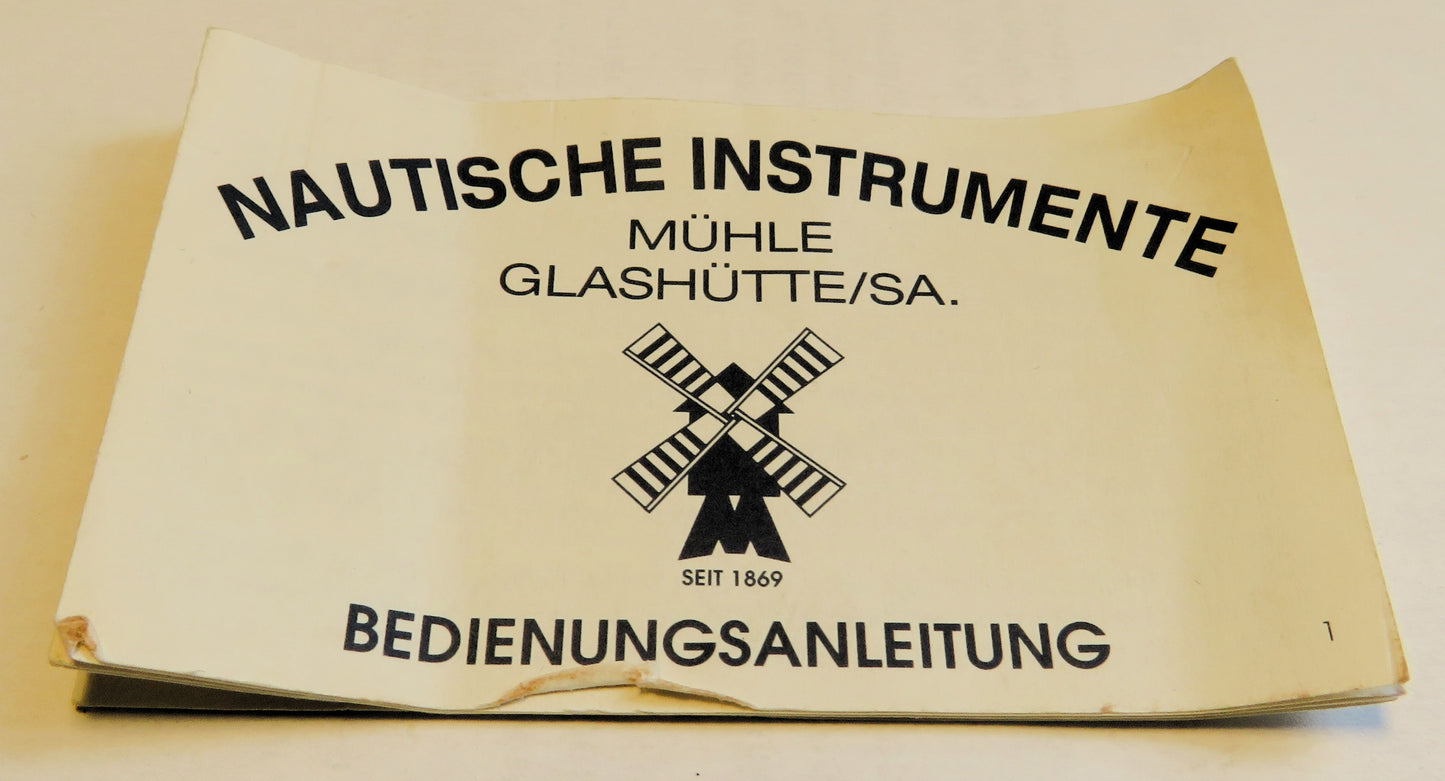 NAUTISCHE INSTRUMENTE
MÜHLE
GLASHÜTTE/SA.
SEIT 1869
BEDIENUNGSANLEITUNG
1